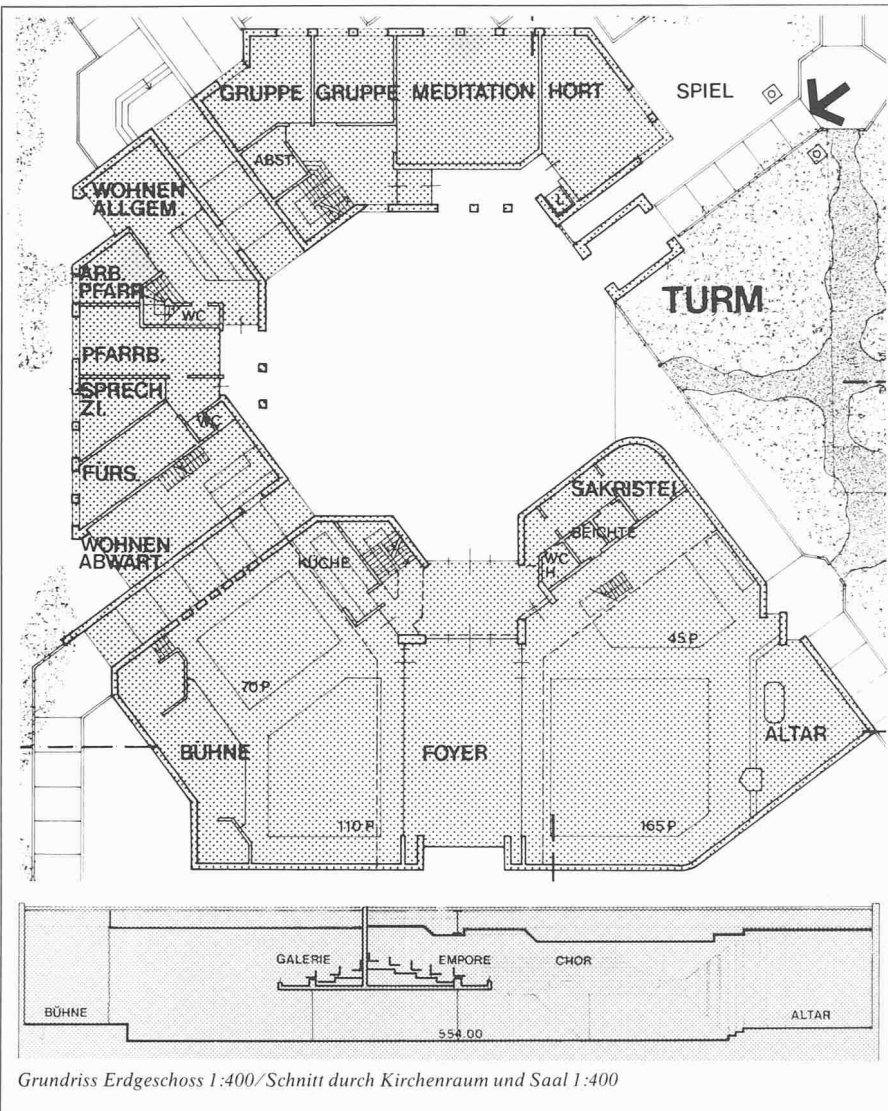 GRUPPE GRUPPE MEDITATION HORT SPIEL
ABST.
WOHNEN
ALLGEM.
ARB.
PFARR.
WC
TURM
PFARRB.
SPRECH
ZI.
WC
FÜRS.
SAKRISTEI
BEICHTE
WOHNEN
ABWART
KÜCHE
WC
H.
45 P
70 P
BÜHNE FOYER ALTAR
110 P 165 P
GALERIE EMPORE CHOR
BÜHNE ALTAR
554.00
Grundriss Erdgeschoss 1:400/Schnitt durch Kirchenraum und Saal 1:400